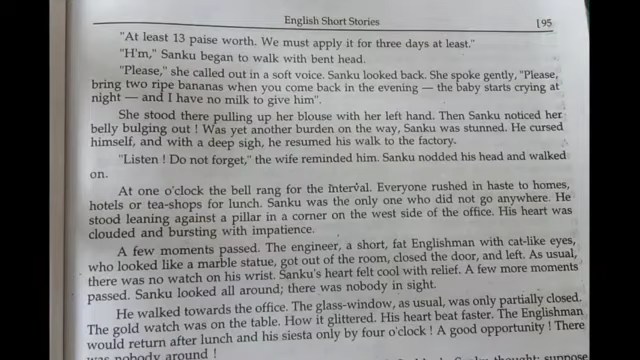 English Short Stories
[95
"At least 13 paise worth. We must apply it for three days at least."
"H'm," Sanku began to walk with bent head.
"Please," she called out in a soft voice. Sanku looked back. She spoke gently, "Please,
bring two ripe bananas when you come back in the evening — the baby starts crying at
night — and I have no milk to give him".
She stood there pulling up her blouse with her left hand. Then Sanku noticed her
belly bulging out ! Was yet another burden on the way, Sanku was stunned. He cursed
himself, and with a deep sigh, he resumed his walk to the factory.
"Listen ! Do not forget," the wife reminded him. Sanku nodded his head and walked
on.
At one o'clock the bell rang for the interval. Everyone rushed in haste to homes,
hotels or tea-shops for lunch. Sanku was the only one who did not go anywhere. He
stood leaning against a pillar in a corner on the west side of the office. His heart was
clouded and bursting with impatience.
A few moments passed. The engineer, a short, fat Englishman with cat-like eyes,
who looked like a marble statue, got out of the room, closed the door, and left. As usual,
there was no watch on his wrist. Sanku's heart felt cool with relief. A few more moments
passed. Sanku looked all around; there was nobody in sight.
He walked towards the office. The glass-window, as usual, was only partially closed.
The gold watch was on the table. How it glittered. His heart beat faster. The Englishman
would return after lunch and his siesta only by four o'clock ! A good opportunity ! There
was nobody around !
thought: suppose